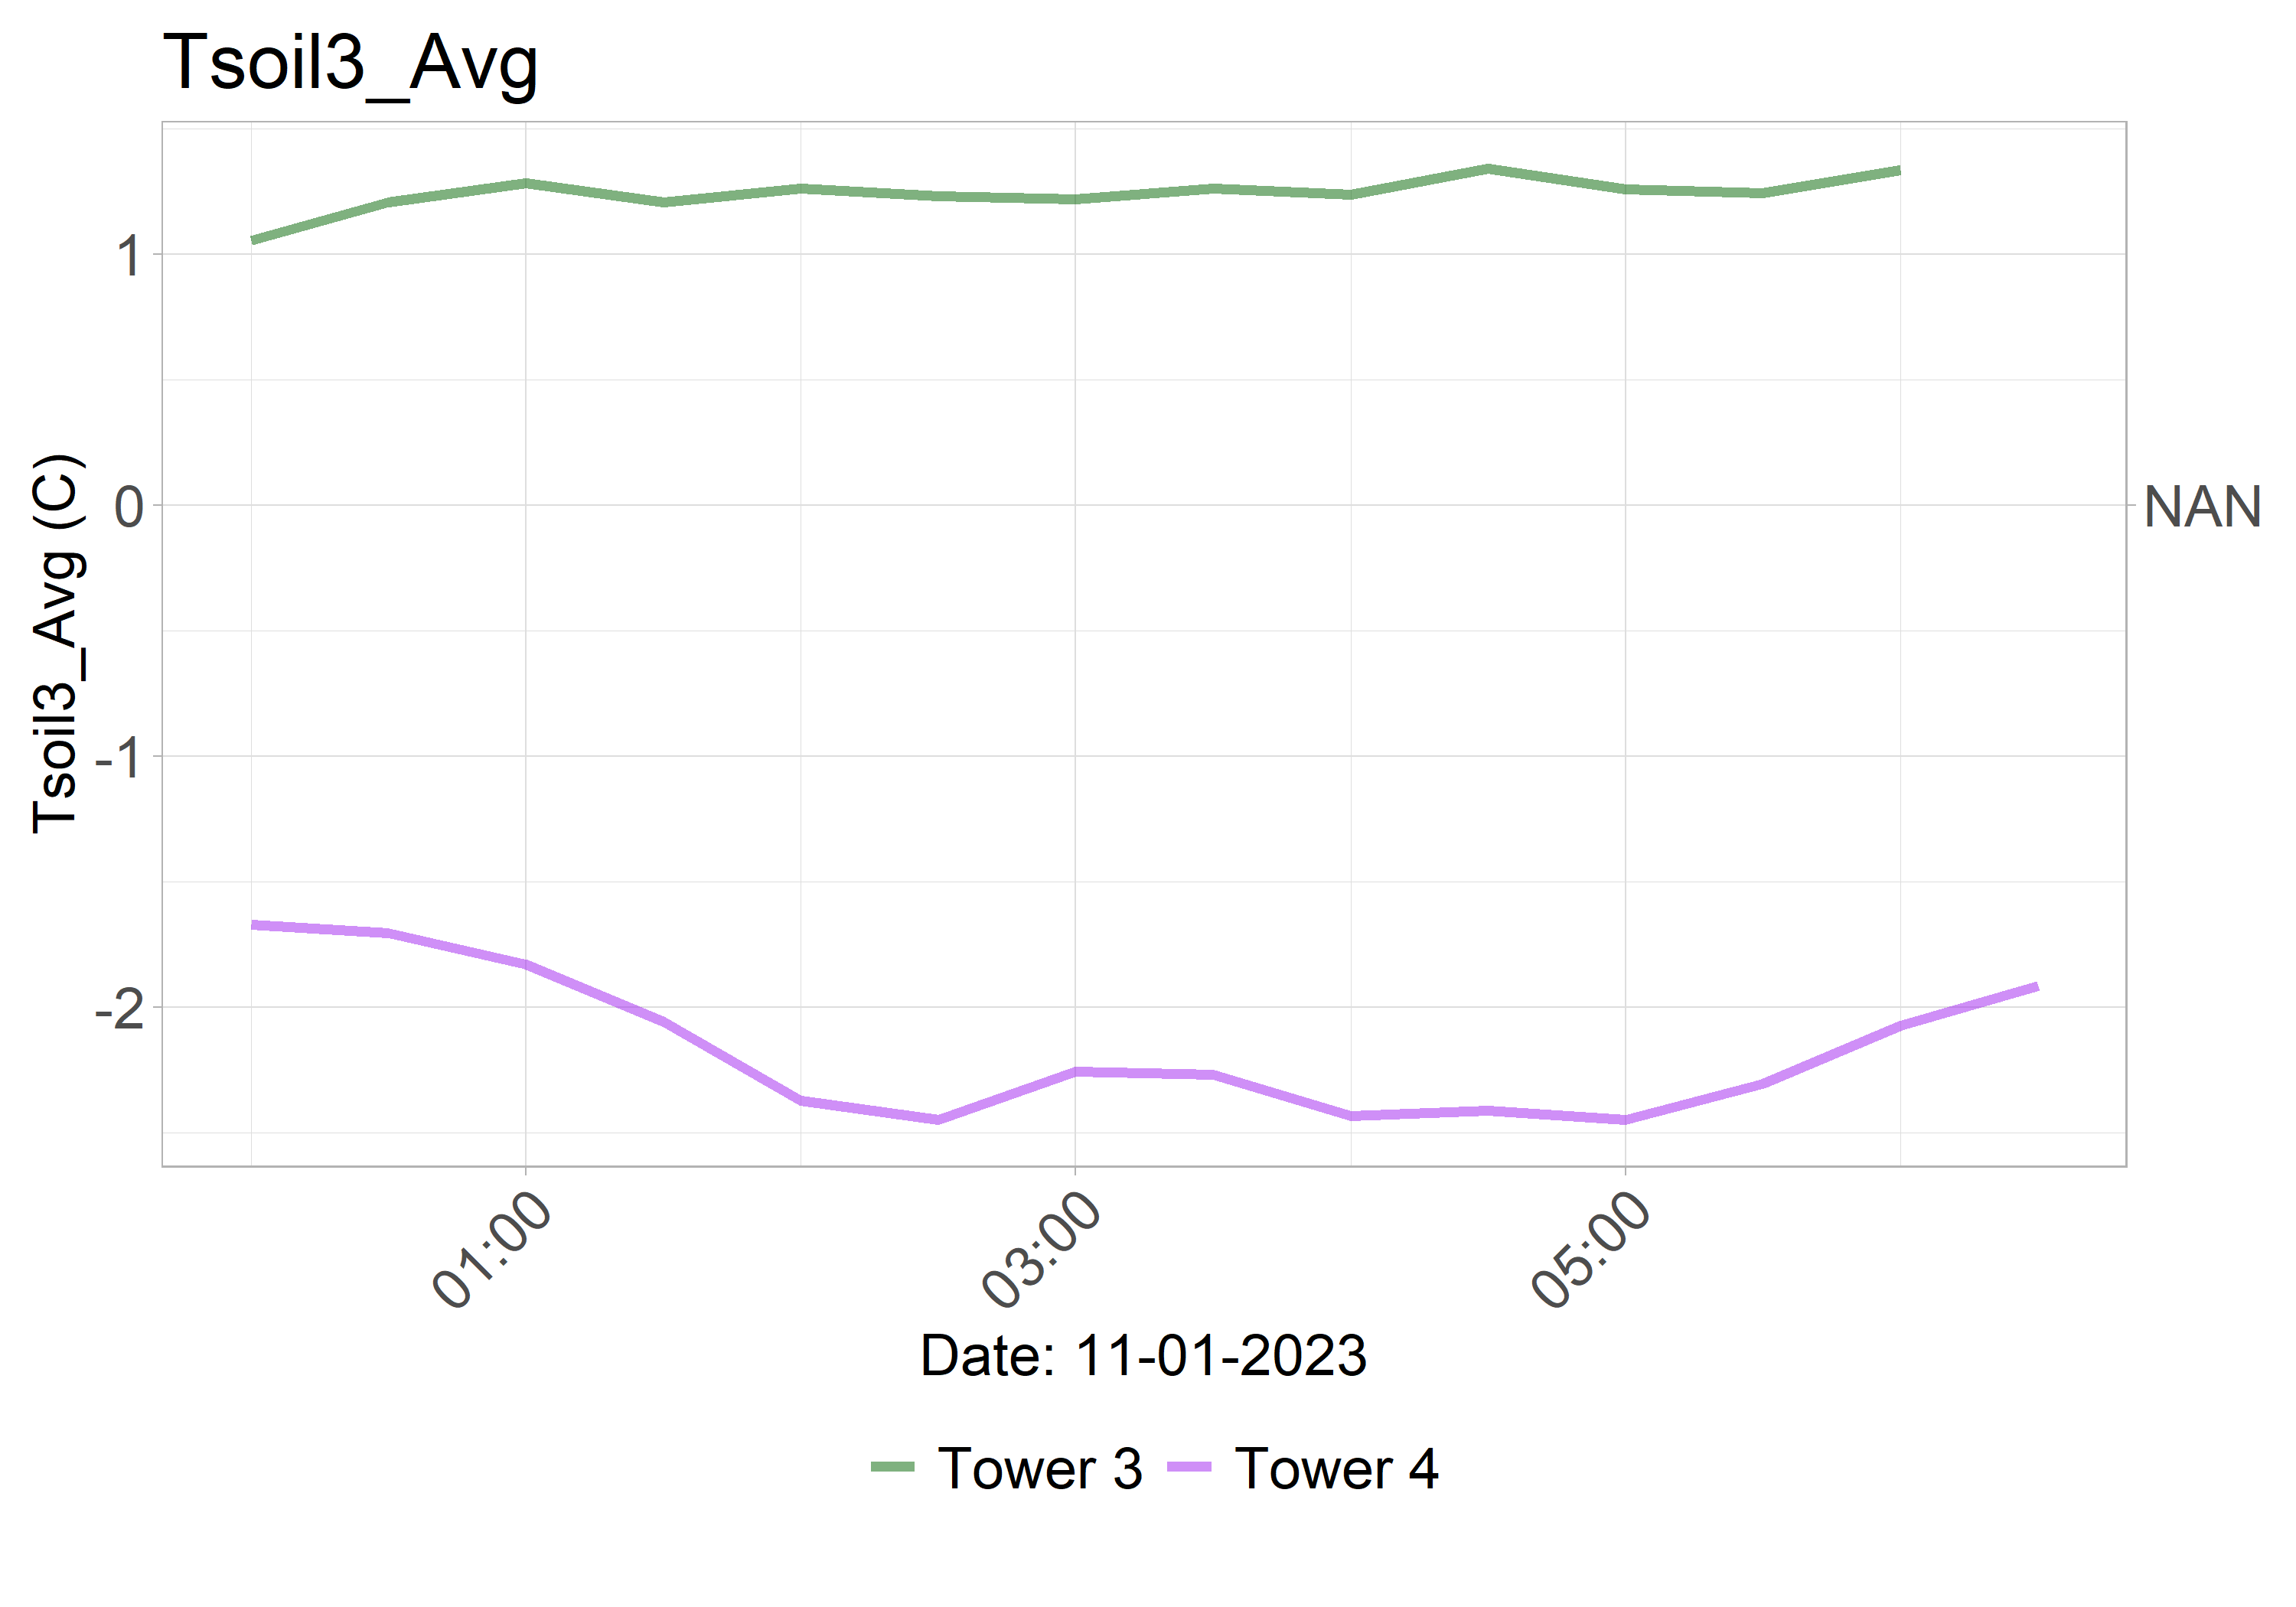 Tsoil3_Avg
Tsoil3_Avg (C)
1
0
-1
-2
NAN
01:00
03:00
05:00
Date: 11-01-2023
Tower 3
Tower 4